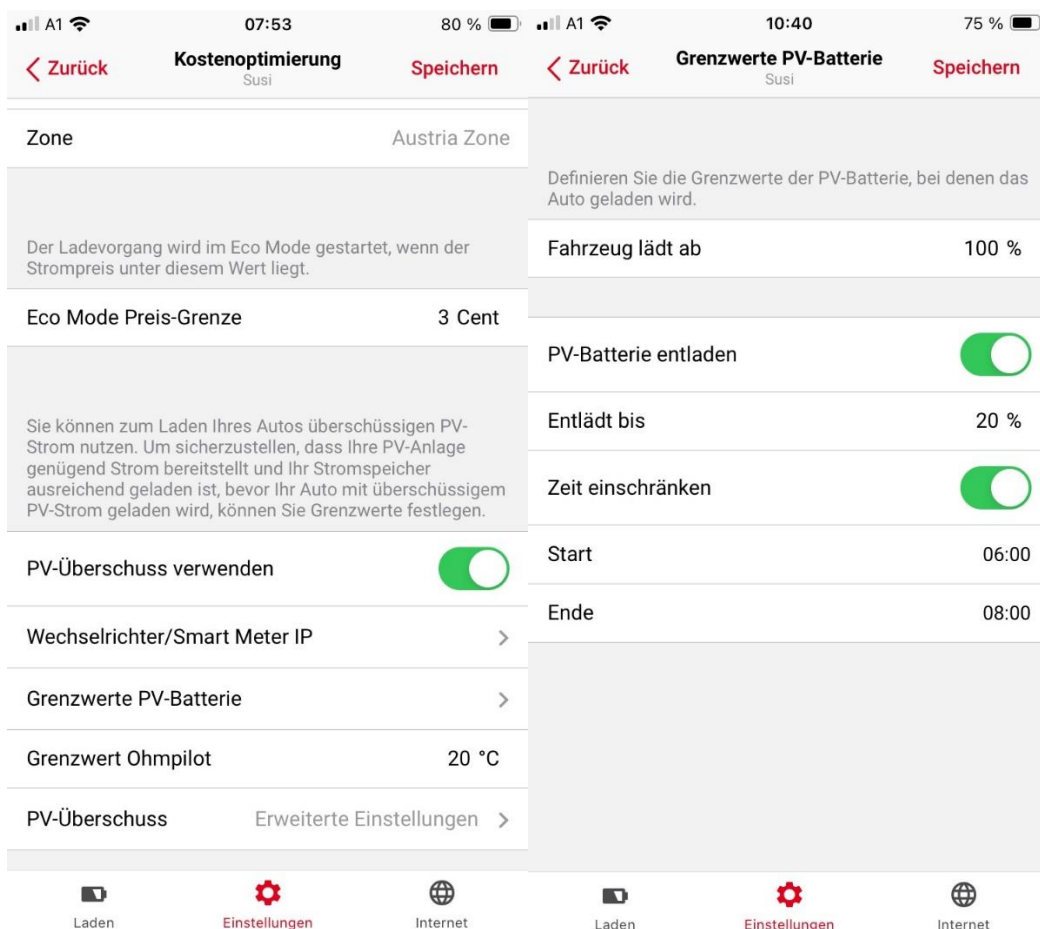 A1 07:53 80 %
Zurück Kostenoptimierung Speichern
Susi
Zone Austria Zone
Der Ladevorgang wird im Eco Mode gestartet, wenn der
Strompreis unter diesem Wert liegt.
Eco Mode Preis-Grenze 3 Cent
Sie können zum Laden Ihres Autos überschüssigen PV-
Strom nutzen. Um sicherzustellen, dass Ihre PV-Anlage
genügend Strom bereitstellt und Ihr Stromspeicher
ausreichend geladen ist, bevor Ihr Auto mit überschüssigem
PV-Strom geladen wird, können Sie Grenzwerte festlegen.
PV-Überschuss verwenden
Wechselrichter/Smart Meter IP
Grenzwerte PV-Batterie
Grenzwert Ohmpilot 20 °C
PV-Überschuss Erweiterte Einstellungen
Laden Einstellungen Internet
A1 10:40 75 %
Zurück Grenzwerte PV-Batterie Speichern
Susi
Definieren Sie die Grenzwerte der PV-Batterie, bei denen das
Auto geladen wird.
Fahrzeug lädt ab 100 %
PV-Batterie entladen
Entlädt bis 20 %
Zeit einschränken
Start 06:00
Ende 08:00
Laden Einstellungen Internet